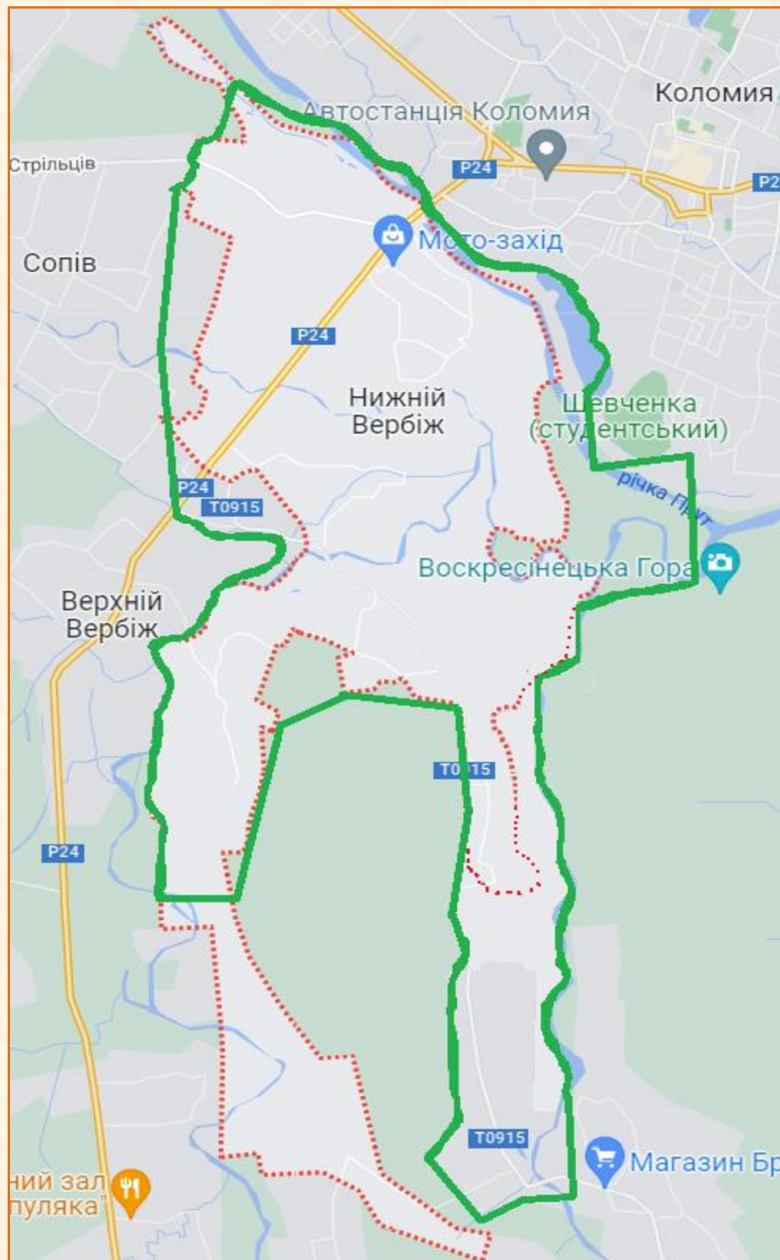 Коломия
Автостанція Коломия
Стрільців
P24
P2
Мото-захід
Сопів
P24
Нижній
Вербіж
Шевченка
(студентський)
P24
T0915
річка Прут
Воскресінецька Гора
Верхній
Вербіж
T0915
P24
T0915
Магазин Бр
ний зал
пуляка"